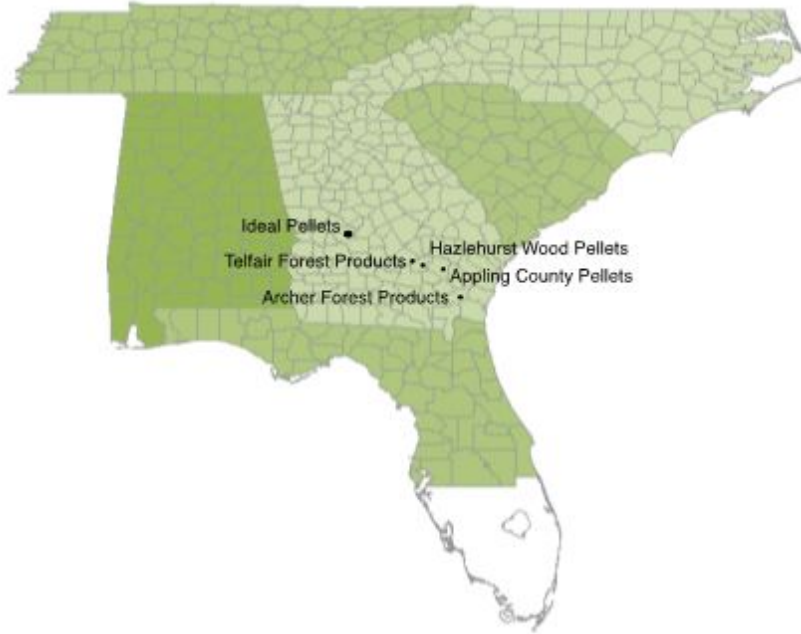 Ideal Pellets
Hazlehurst Wood Pellets
Telfair Forest Products
Appling County Pellets
Archer Forest Products